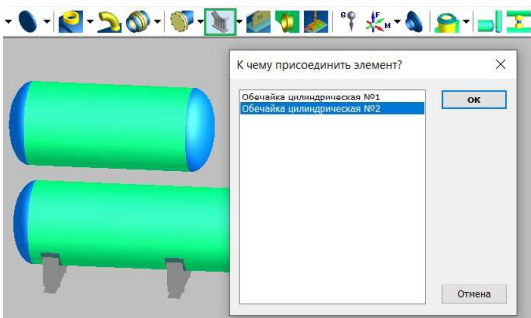 К чему присоединить элемент?
Обечайка цилиндрическая №1
Обечайка цилиндрическая №2
ОК
Отмена
G
F
M